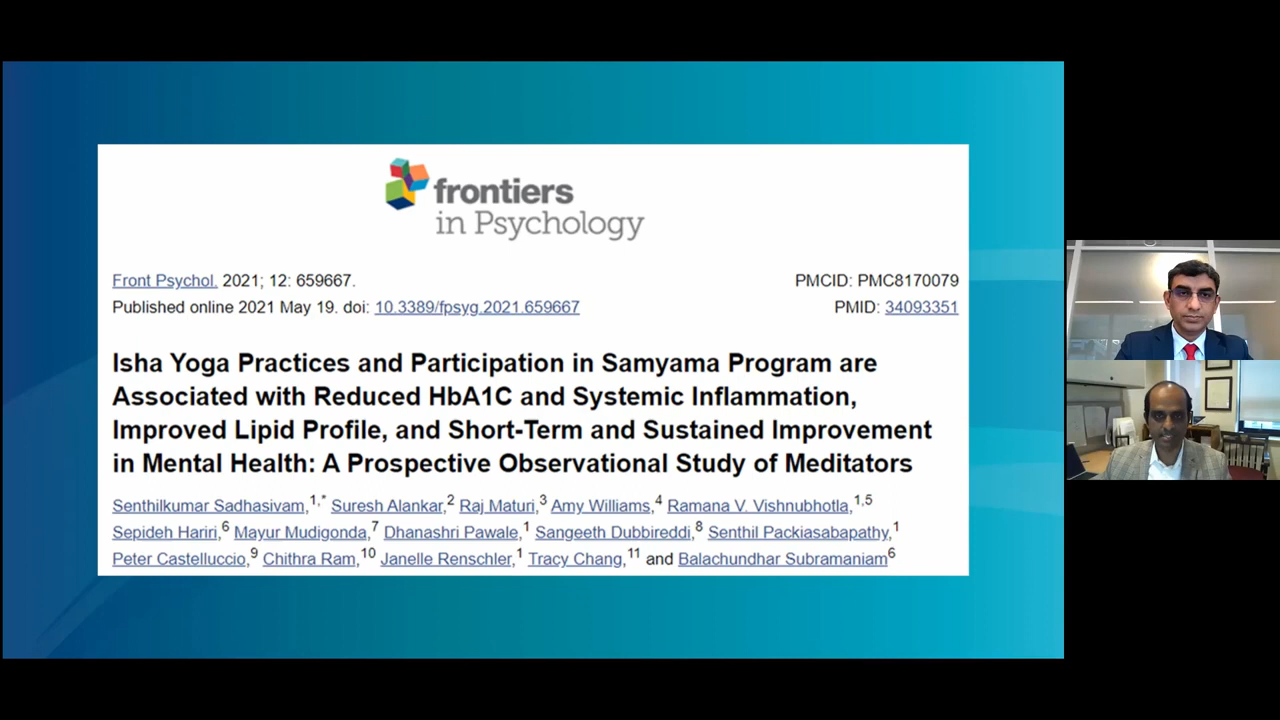 frontiers
in Psychology
Front Psychol. 2021; 12: 659667.
PMCID: PMC8170079
Published online 2021 May 19. doi: 10.3389/fpsyg.2021.659667
PMID: 34093351
Isha Yoga Practices and Participation in Samyama Program are
Associated with Reduced HbA1C and Systemic Inflammation,
Improved Lipid Profile, and Short-Term and Sustained Improvement
in Mental Health: A Prospective Observational Study of Meditators
Senthilkumar Sadhasivam,1,* Suresh Alankar,2 Raj Maturi,3 Amy Williams,4 Ramana V. Vishnubhotla,1,5
Sepideh Hariri,6 Mayur Mudigonda,7 Dhanashri Pawale,1 Sangeeth Dubbireddi,8 Senthil Packiasabapathy,1
Peter Castelluccio,9 Chithra Ram,10 Janelle Renschler,1 Tracy Chang,11 and Balachundhar Subramaniam6